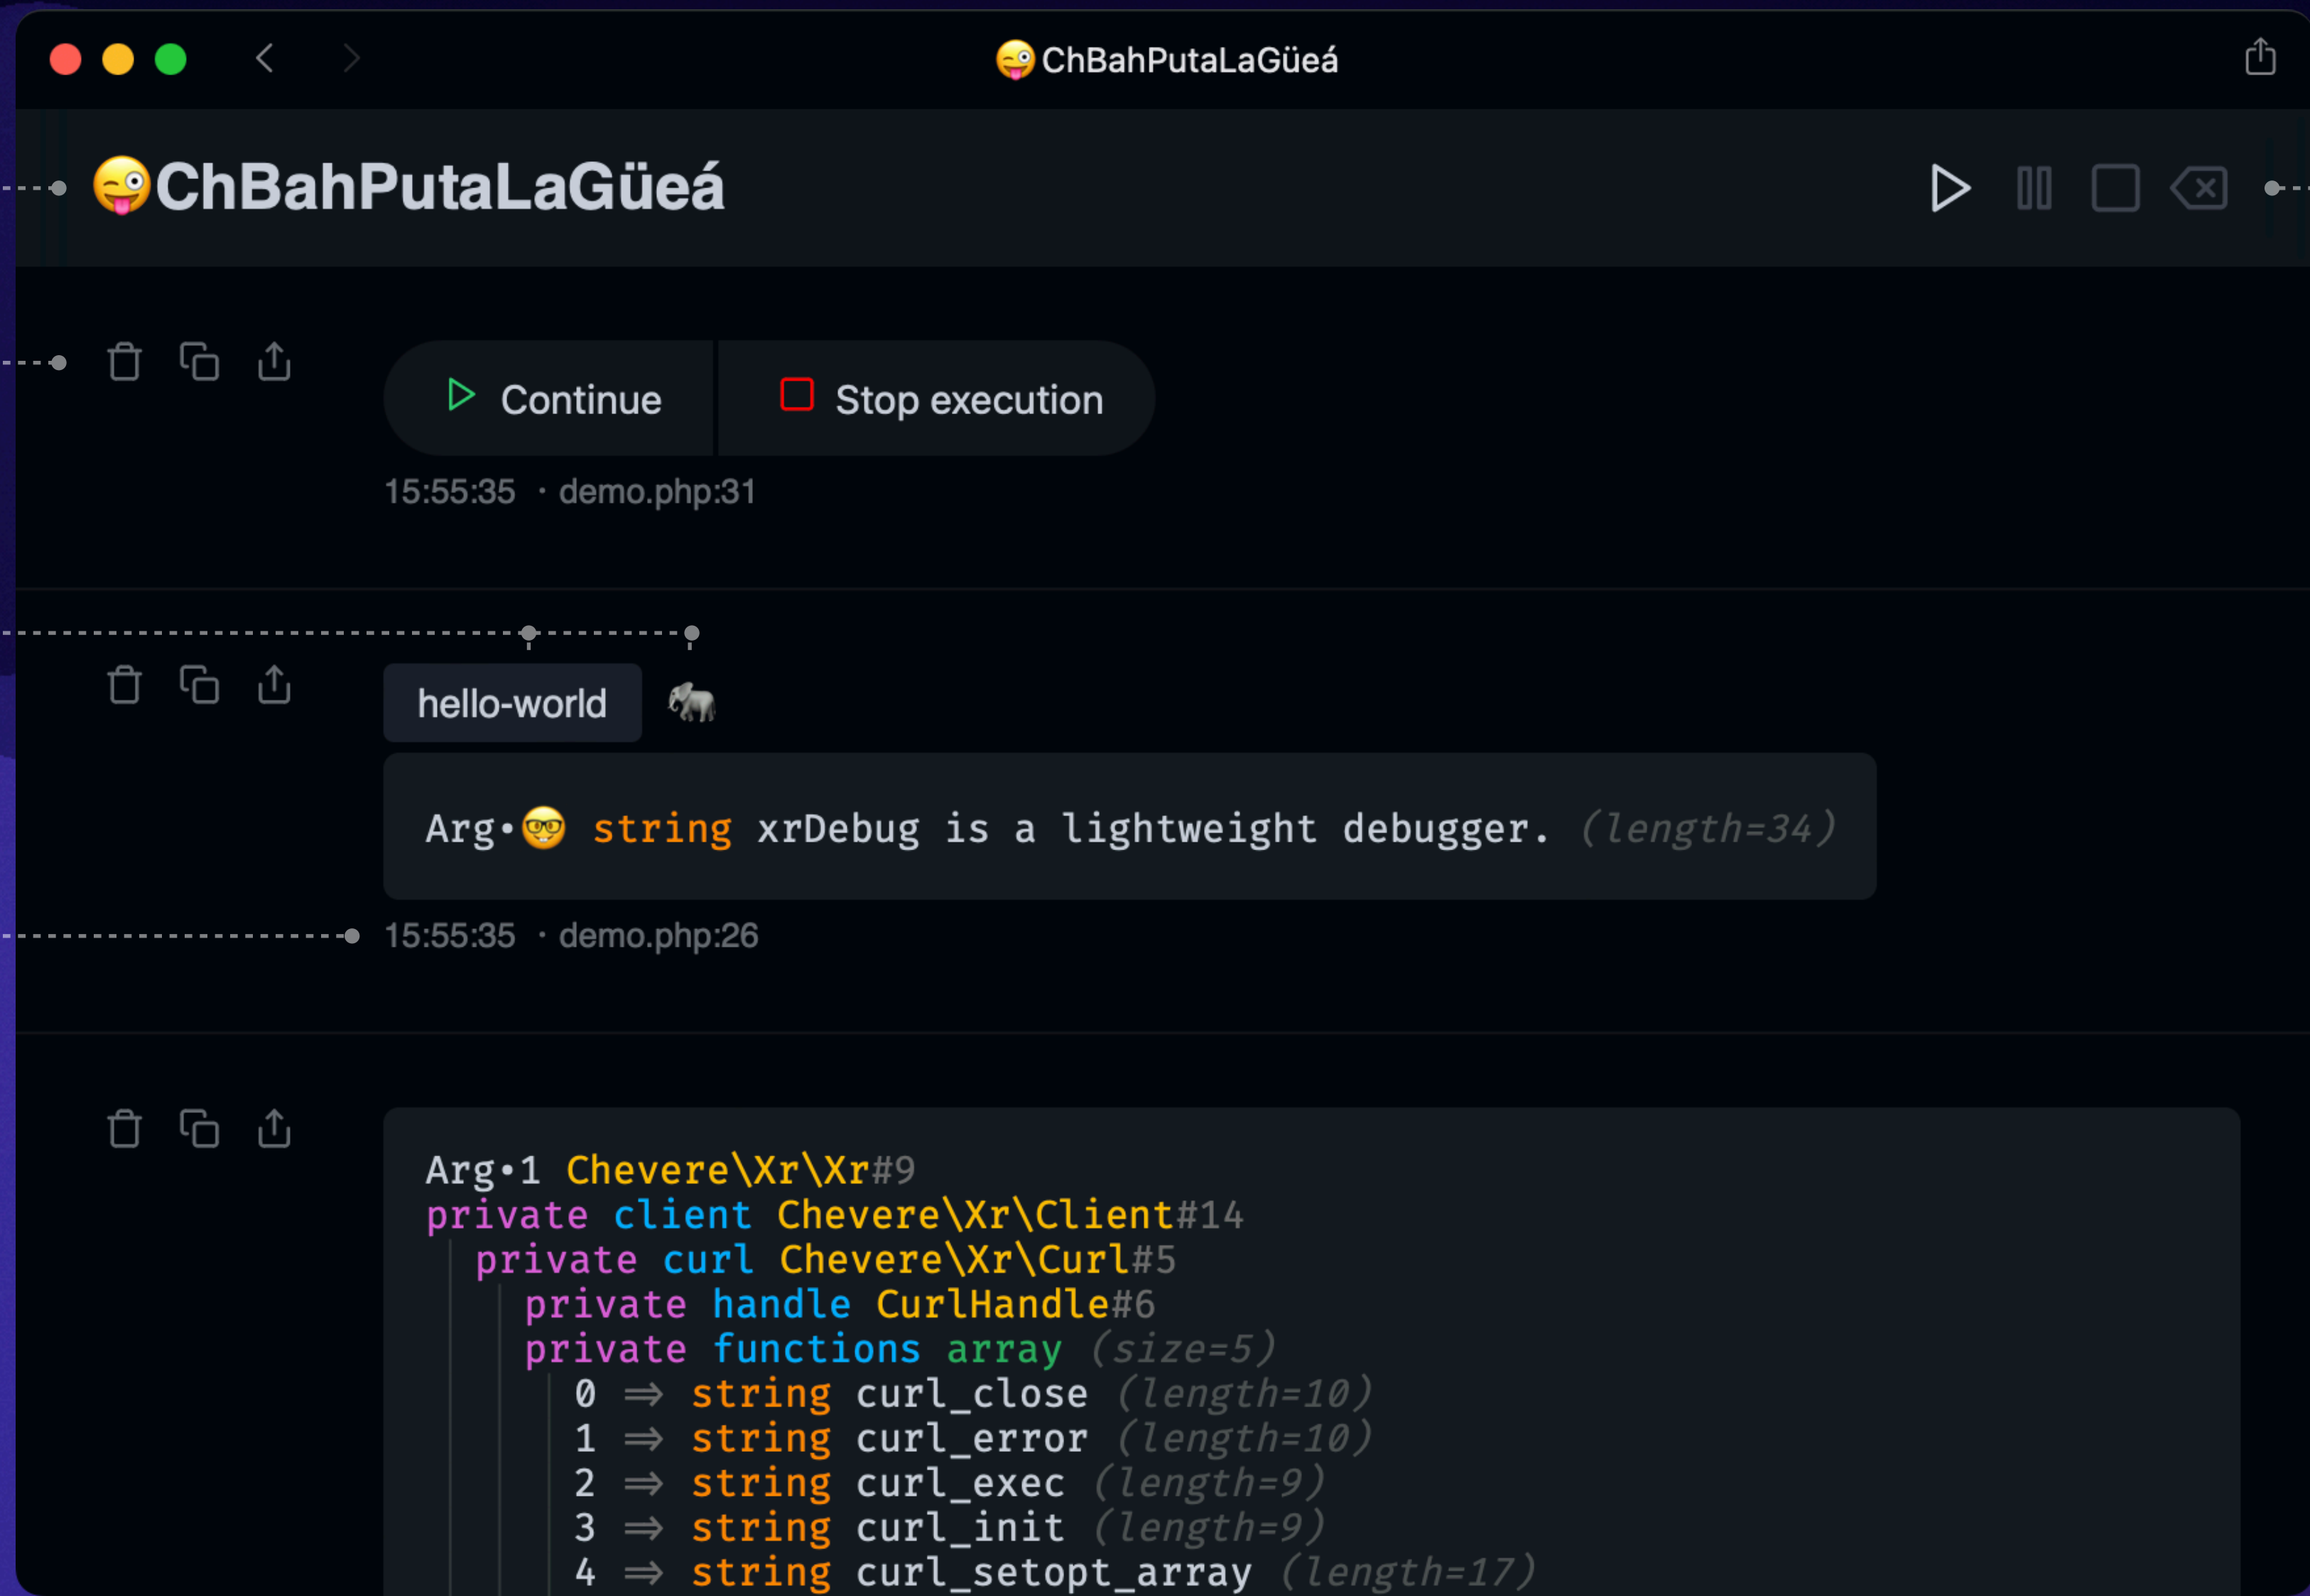 😜ChBahPutaLaGüeá
😜ChBahPutaLaGüeá
Continue
Stop execution
15:55:35 · demo.php:31
hello-world 🐘
Arg•🤓 string xrDebug is a lightweight debugger. (length=34)
15:55:35 · demo.php:26
Arg•1 Chevere\Xr\Xr#9
private client Chevere\Xr\Client#14
private curl Chevere\Xr\Curl#5
private handle CurlHandle#6
private functions array (size=5)
0 => string curl_close (length=10)
1 => string curl_error (length=10)
2 => string curl_exec (length=9)
3 => string curl_init (length=9)
4 => string curl_setopt_array (length=17)